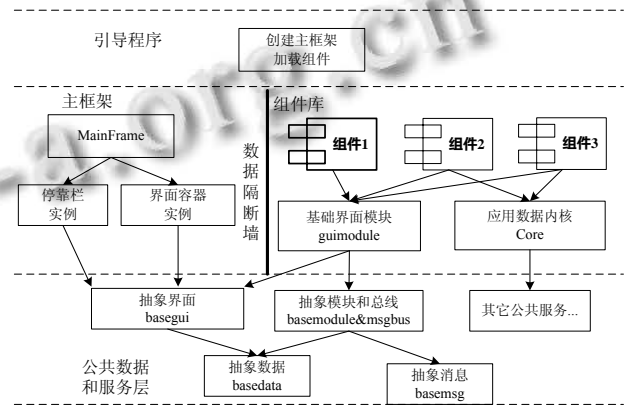 引导程序
创建主框架
加载组件
主框架
组件库
MainFrame
数据隔断墙
组件1
组件2
组件3
停靠栏
实例
界面容器
实例
基础界面模块
guimodule
应用数据内核
Core
抽象界面
basegui
抽象模块和总线
basemodule&msgbus
其它公共服务...
公共数据
和服务层
抽象数据
basedata
抽象消息
basemsg
-a.org.cn